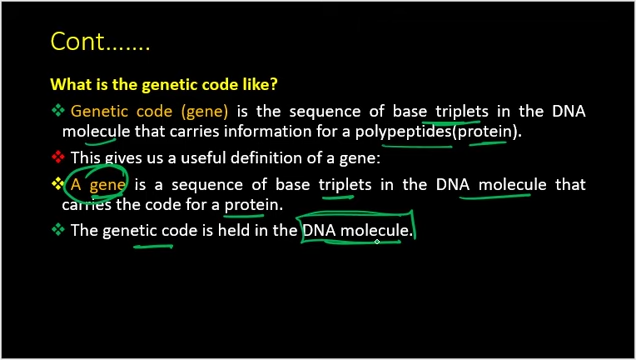 Cont…….
What is the genetic code like?
Genetic code (gene) is the sequence of base triplets in the DNA
molecule that carries information for a polypeptides(protein).
This gives us a useful definition of a gene:
A gene is a sequence of base triplets in the DNA molecule that
carries the code for a protein.
The genetic code is held in the DNA molecule.